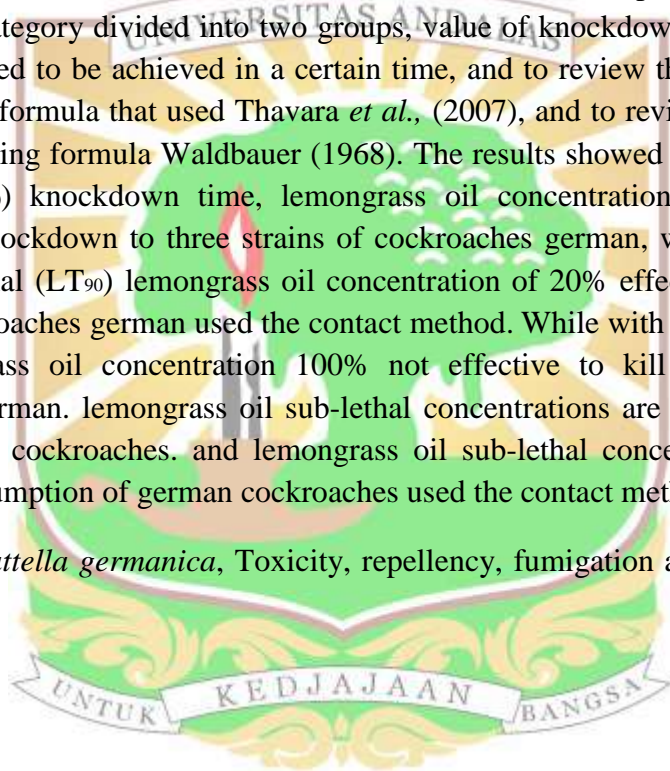 ategory divided into two groups, value of knockdow
UNIVERSITAS ANDALAS
ed to be achieved in a certain time, and to review th
formula that used Thavara et al., (2007), and to revi
ing formula Waldbauer (1968). The results showed
) knockdown time, lemongrass oil concentration
ockdown to three strains of cockroaches german, w
al (LT90) lemongrass oil concentration of 20% effe
oaches german used the contact method. While with
ass oil concentration 100% not effective to kill
rman. lemongrass oil sub-lethal concentrations are
cockroaches. and lemongrass oil sub-lethal conce
umption of german cockroaches used the contact met
attella germanica, Toxicity, repellency, fumigation a
UNTUK KEDJAJAAN BANGSA